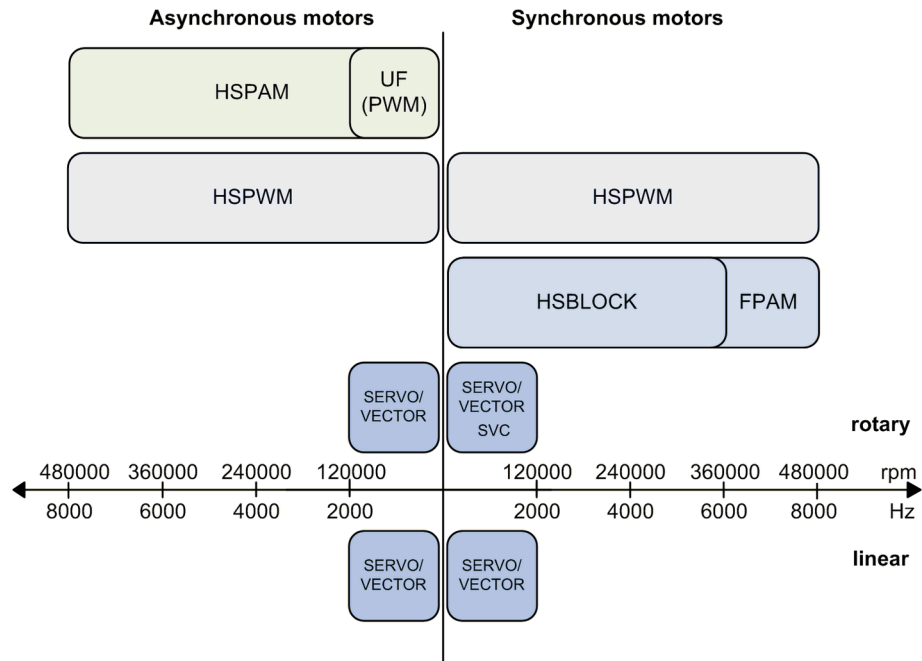 Asynchronous motors
Synchronous motors
HSPAM
UF
(PWM)
HSPWM
HSPWM
HSBLOCK
FPAM
SERVO/
VECTOR
SERVO/
VECTOR
SVC
rotary
480000 360000 240000 120000 120000 240000 360000 480000 rpm
8000 6000 4000 2000 2000 4000 6000 8000 Hz
linear
SERVO/
VECTOR
SERVO/
VECTOR